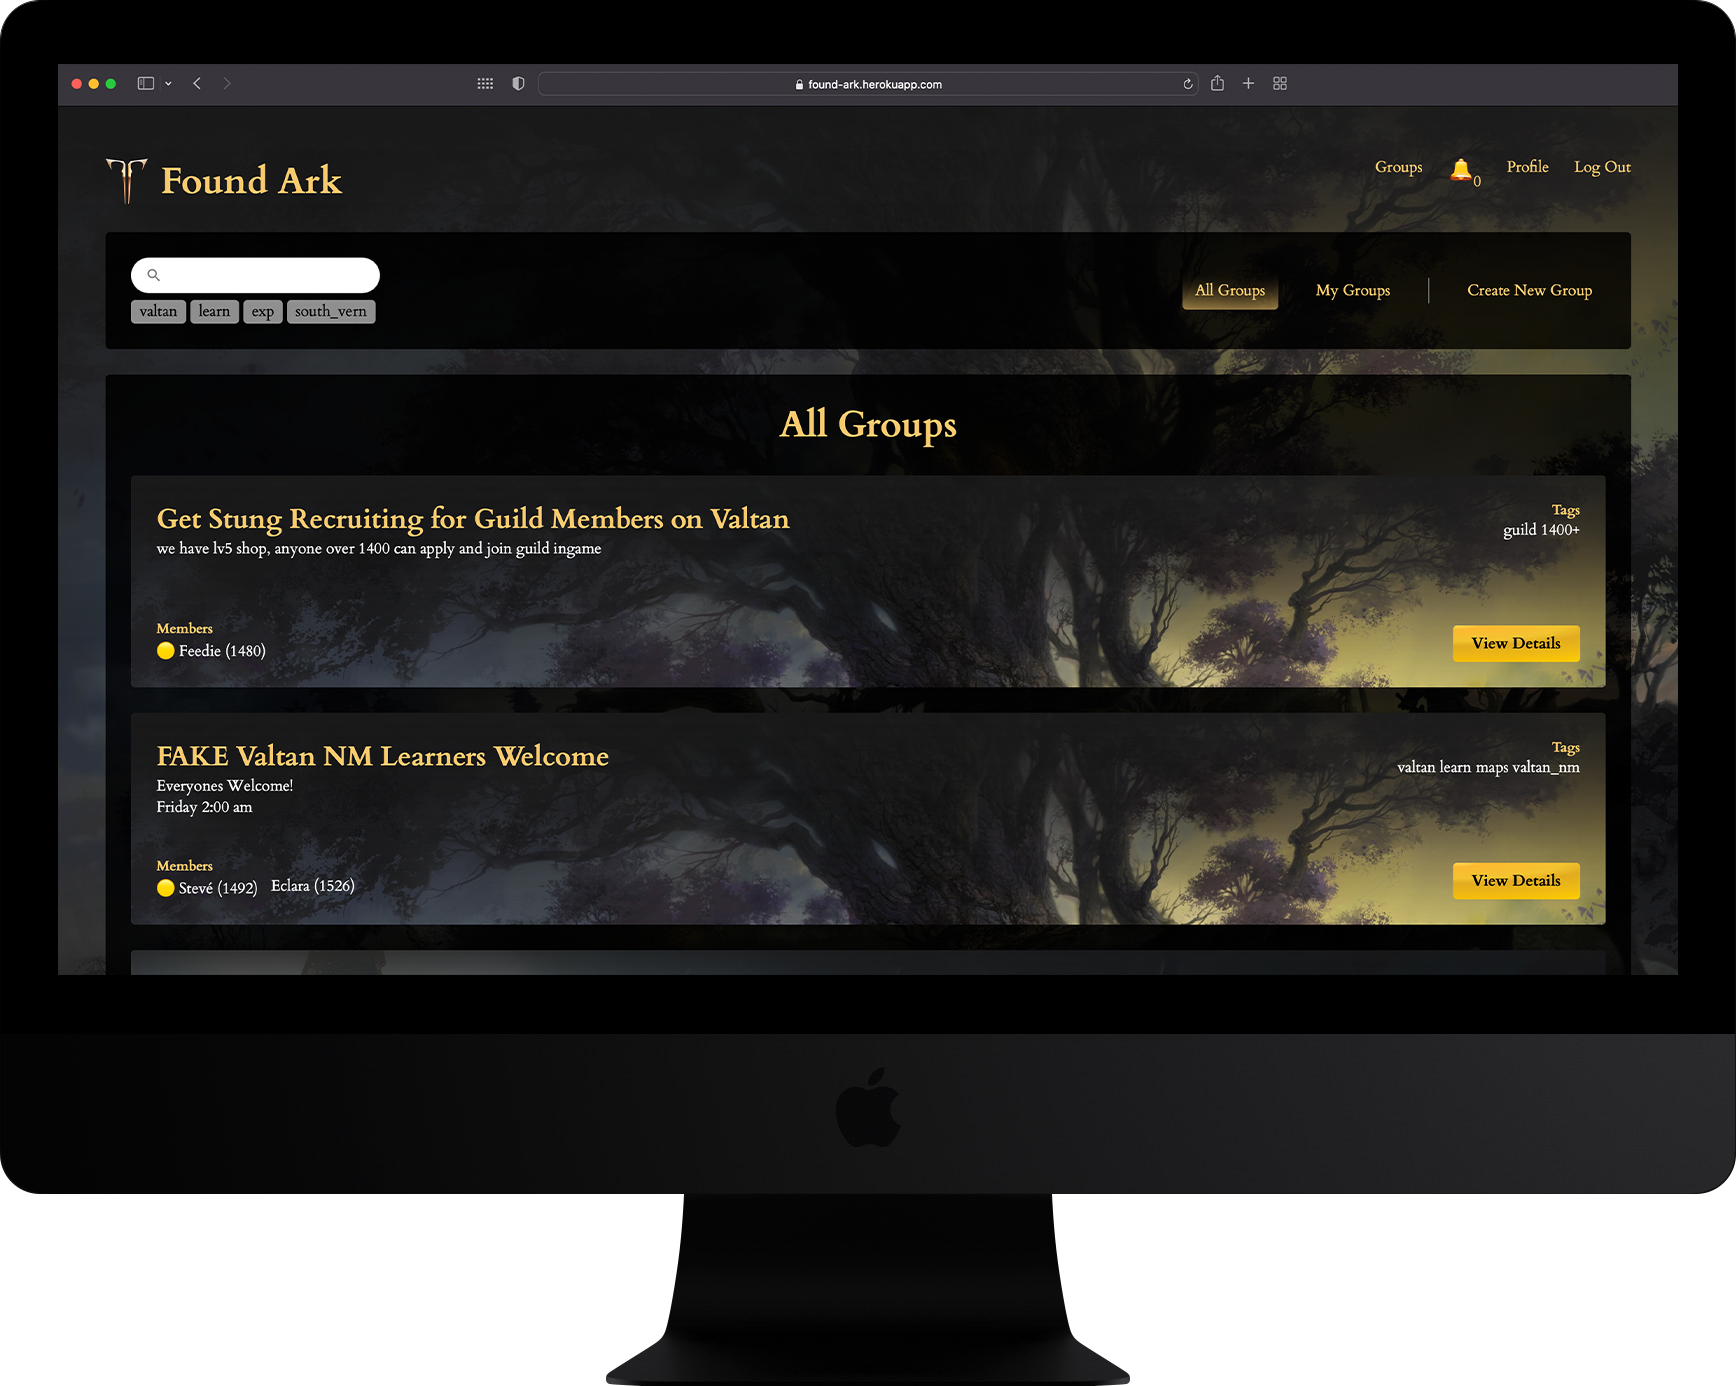 found-ark.herokuapp.com
Found Ark
Groups 0 Profile Log Out
valtan learn exp south_vern
All Groups My Groups Create New Group
All Groups
Get Stung Recruiting for Guild Members on Valtan
we have lv5 shop, anyone over 1400 can apply and join guild ingame
Tags
guild 1400+
Members
Feedie (1480)
View Details
FAKE Valtan NM Learners Welcome
Everyones Welcome!
Friday 2:00 am
Tags
valtan learn maps valtan_nm
Members
Stevé (1492) Eclara (1526)
View Details